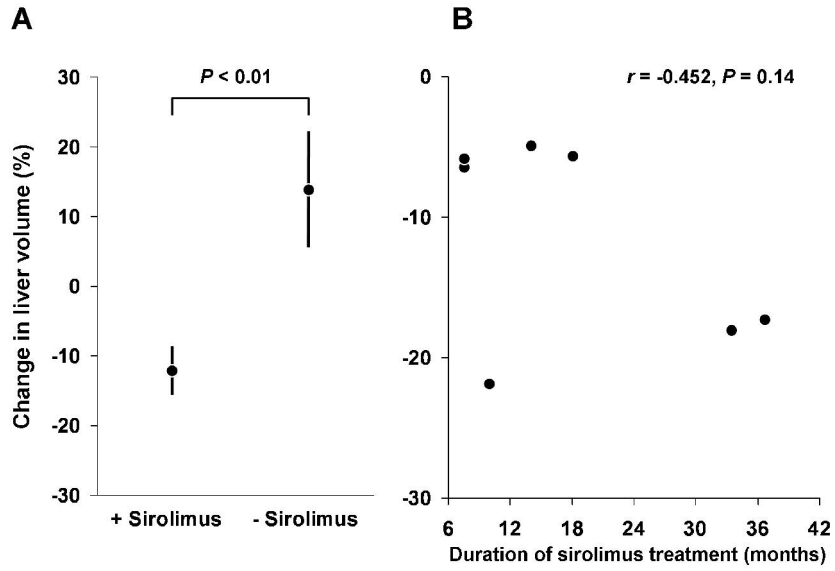 A
B
P < 0.01
r = -0.452, P = 0.14
Change in liver volume (%)
30
20
10
0
-10
-20
-30
+ Sirolimus - Sirolimus
0
-10
-20
-30
6 12 18 24 30 36 42
Duration of sirolimus treatment (months)